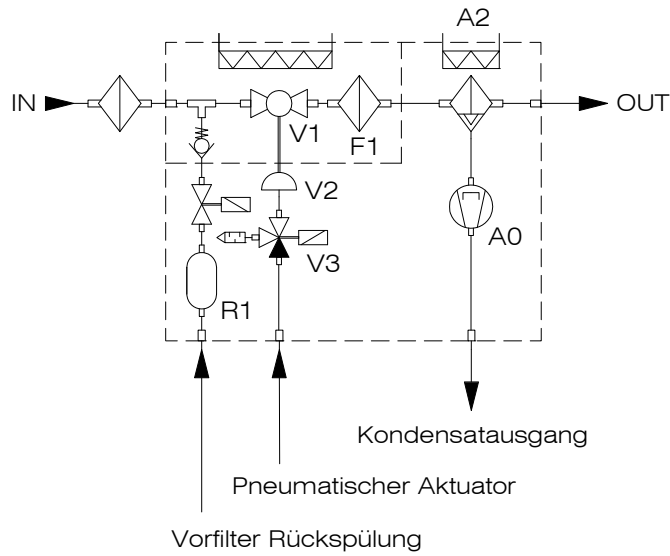 A2
IN
OUT
V1
F1
V2
A0
V3
R1
Kondensatausgang
Pneumatischer Aktuator
Vorfilter Rückspülung